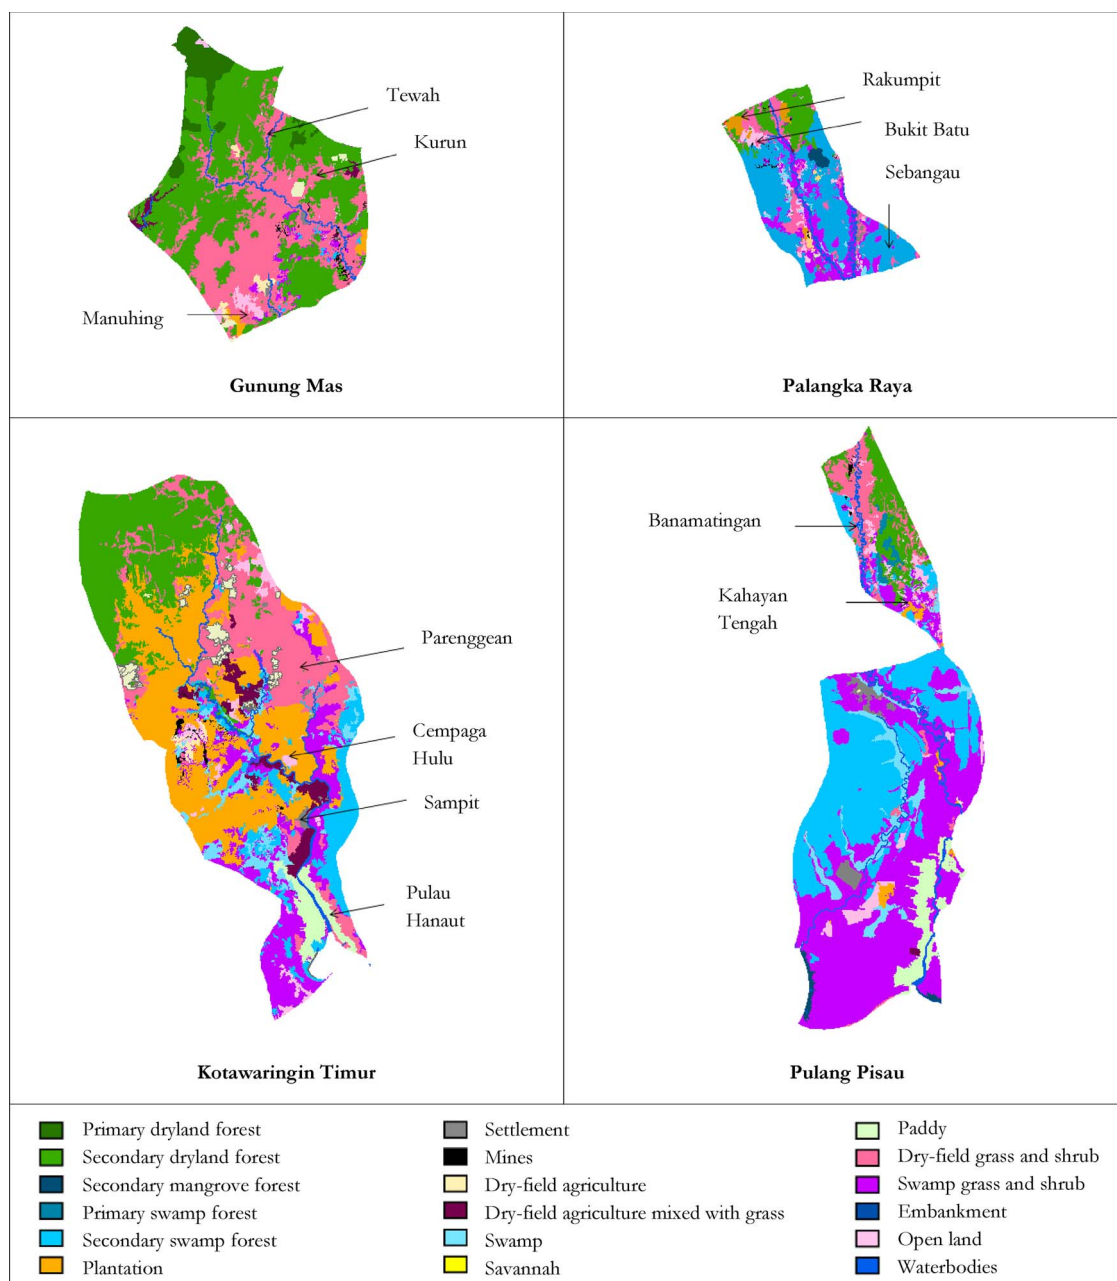 Tewah
Kurun
Manuhing
Gunung Mas
Rakumpit
Bukit Batu
Sebangau
Palangka Raya
Parenggean
Cempaga
Hulu
Sampit
Pulau
Hanaut
Kotawaringin Timur
Banamatingan
Kahayan
Tengah
Pulang Pisau
Primary dryland forest
Secondary dryland forest
Secondary mangrove forest
Primary swamp forest
Secondary swamp forest
Plantation
Settlement
Mines
Dry-field agriculture
Dry-field agriculture mixed with grass
Swamp
Savannah
Paddy
Dry-field grass and shrub
Swamp grass and shrub
Embankment
Open land
Waterbodies